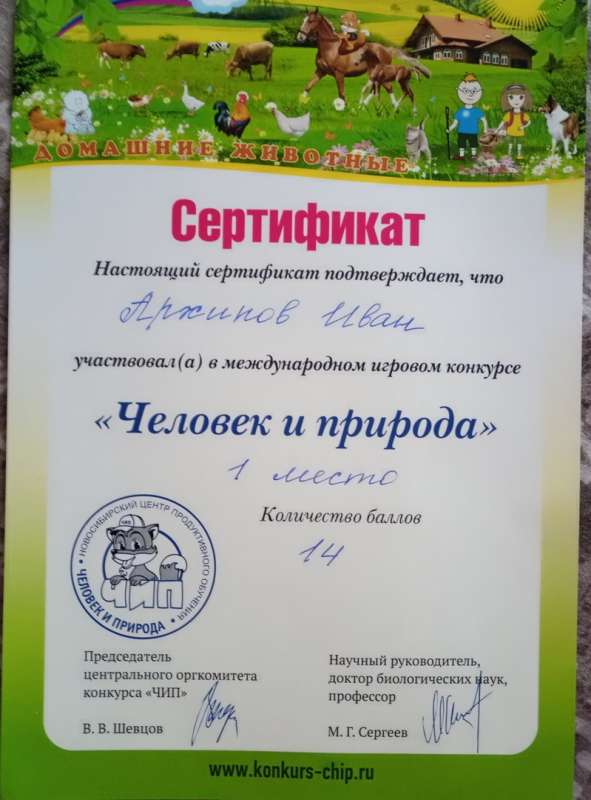 ДОМАШНИЕ ЖИВОТНЫЕ
Сертификат
Настоящий сертификат подтверждает, что
Архипов Иван
участвовал(а) в международном игровом конкурсе
«Человек и природа»
1 место
Количество баллов
14
НОВОСИБИРСКИЙ ЦЕНТР ПРОДУКТИВНОГО ОБУЧЕНИЯ
ЧИП
ЧЕЛОВЕК И ПРИРОДА
Председатель
центрального оргкомитета
конкурса «ЧИП»
В. В. Шевцов
Научный руководитель,
доктор биологических наук,
профессор
М. Г. Сергеев
www.konkurs-chip.ru